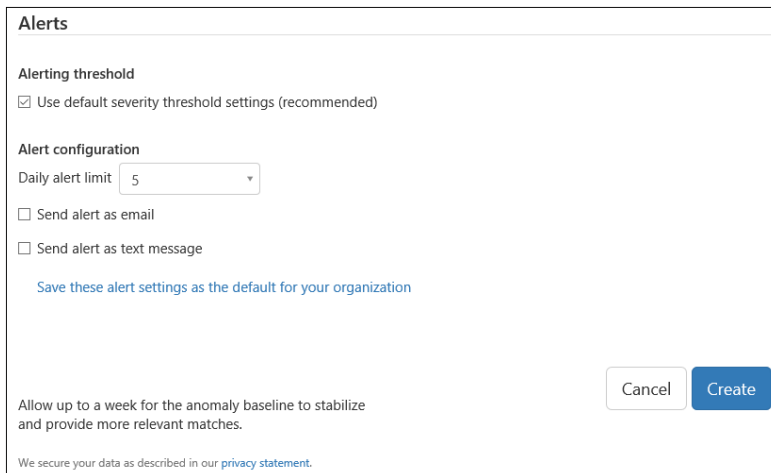 Alerts
Alerting threshold
Use default severity threshold settings (recommended)
Alert configuration
Daily alert limit 5
Send alert as email
Send alert as text message
Save these alert settings as the default for your organization
Cancel Create
Allow up to a week for the anomaly baseline to stabilize
and provide more relevant matches.
We secure your data as described in our privacy statement.